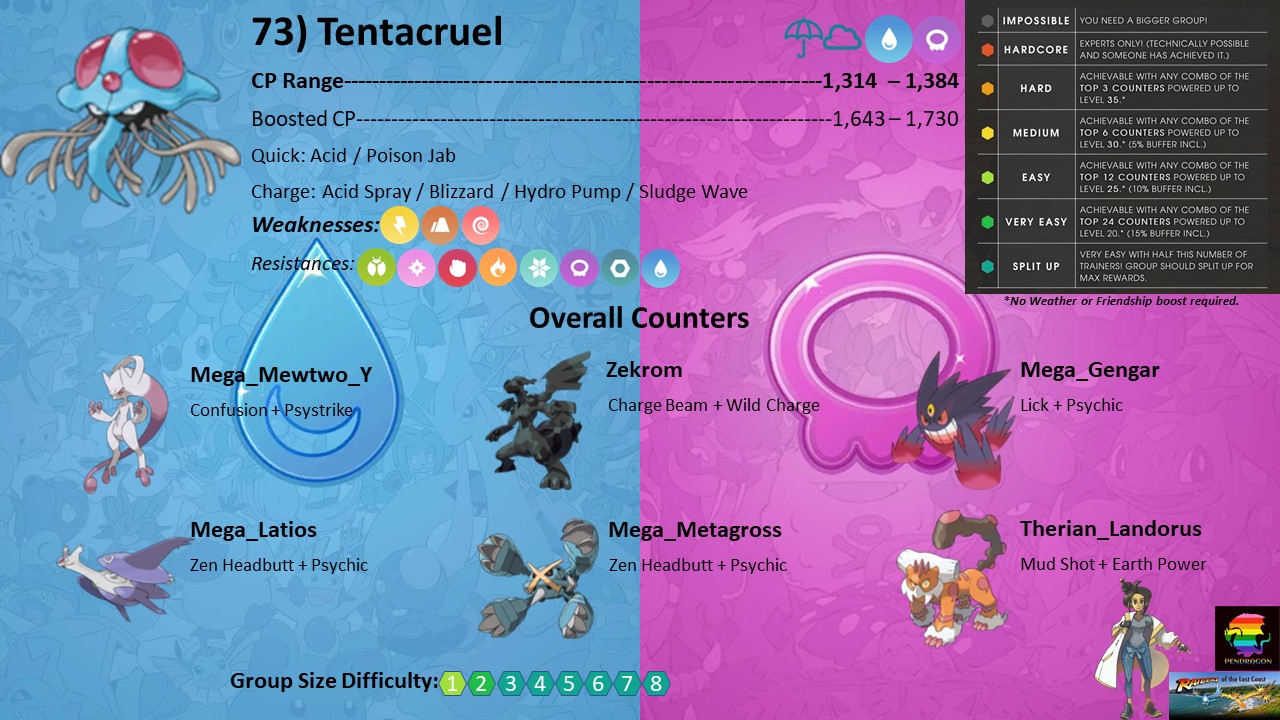 73) Tentacruel
CP Range--------------------------------------------------------------------1,314 – 1,384
Boosted CP--------------------------------------------------------------------1,643 – 1,730
Quick: Acid / Poison Jab
Charge: Acid Spray / Blizzard / Hydro Pump / Sludge Wave
Weaknesses:
Resistances:
IMPOSSIBLE YOU NEED A BIGGER GROUP!
HARDCORE EXPERTS ONLY! (TECHNICALLY POSSIBLE
AND SOMEONE HAS ACHIEVED IT.)
HARD ACHIEVABLE WITH ANY COMBO OF THE
TOP 3 COUNTERS POWERED UP TO
LEVEL 35.*
MEDIUM ACHIEVABLE WITH ANY COMBO OF THE
TOP 6 COUNTERS POWERED UP TO
LEVEL 30.* (5% BUFFER INCL.)
EASY ACHIEVABLE WITH ANY COMBO OF THE
TOP 12 COUNTERS POWERED UP TO
LEVEL 25.* (10% BUFFER INCL.)
VERY EASY ACHIEVABLE WITH ANY COMBO OF THE
TOP 24 COUNTERS POWERED UP TO
LEVEL 20.* (15% BUFFER INCL.)
SPLIT UP VERY EASY WITH HALF THIS NUMBER OF
TRAINERS! GROUP SHOULD SPLIT UP FOR
MAX REWARDS.
*No Weather or Friendship boost required.
Overall Counters
Mega_Mewtwo_Y
Confusion + Psystrike
Zekrom
Charge Beam + Wild Charge
Mega_Gengar
Lick + Psychic
Mega_Latios
Zen Headbutt + Psychic
Mega_Metagross
Zen Headbutt + Psychic
Therian_Landorus
Mud Shot + Earth Power
Group Size Difficulty: 1 2 3 4 5 6 7 8
PENDRAGON
RAIDERS of the Lost Coast